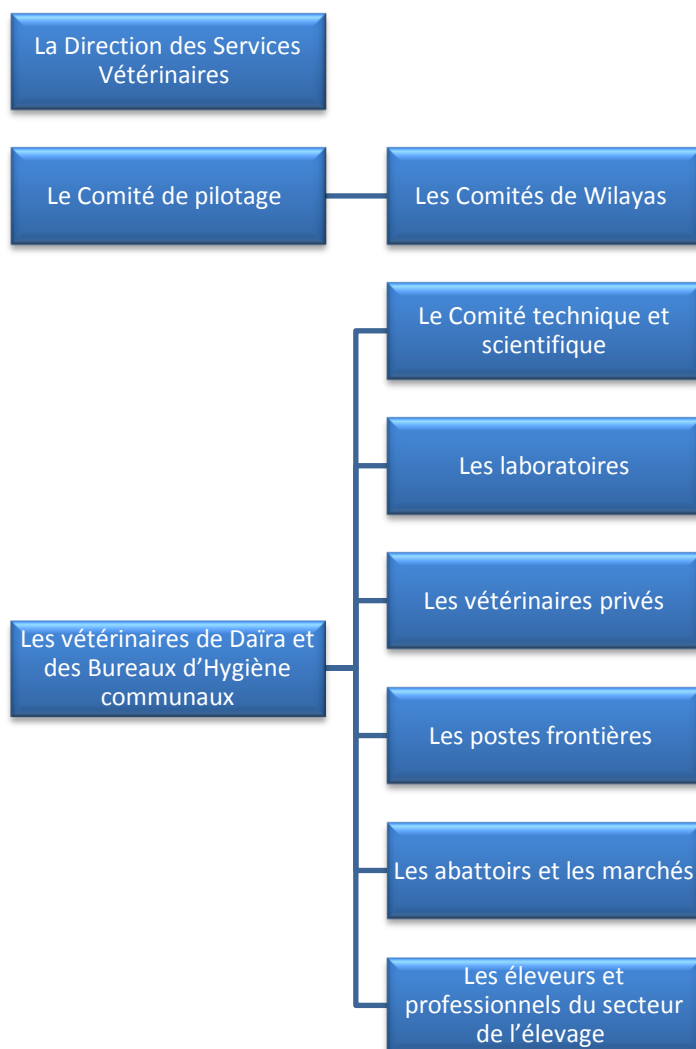 La Direction des Services
Vétérinaires
Le Comité de pilotage
Les Comités de Wilayas
Le Comité technique et
scientifique
Les laboratoires
Les vétérinaires privés
Les vétérinaires de Daïra et
des Bureaux d’Hygiène
communaux
Les postes frontières
Les abattoirs et les marchés
Les éleveurs et
professionnels du secteur
de l’élevage